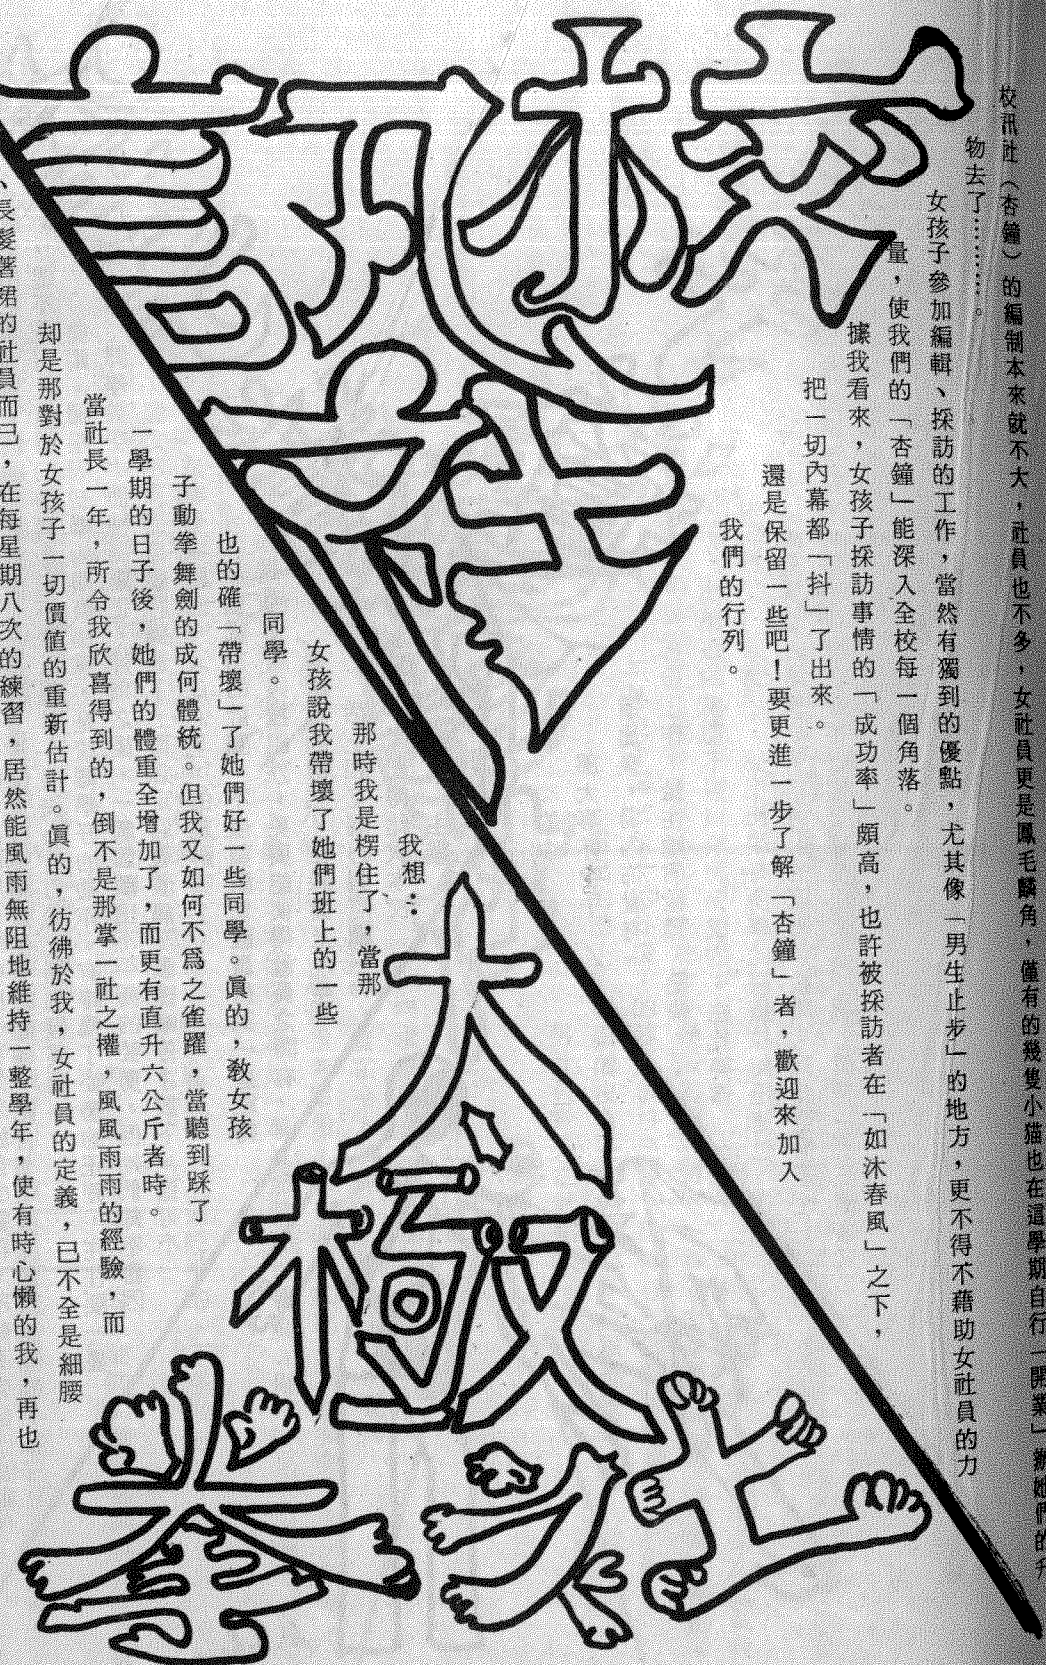 校訊社
校訊社（杏鐘）的編制本來就不大，社員也不多，女社員更是鳳毛麟角，僅有的幾隻小猫也在這學期自行「開業」辦她們的刋
物去了………。
女孩子參加編輯、採訪的工作，當然有獨到的優點，尤其像「男生止步」的地方，更不得不藉助女社員的力
量，使我們的「杏鐘」能深入全校每一個角落。
據我看來，女孩子採訪事情的「成功率」頗高，也許被採訪者在「如沐春風」之下，
把一切內幕都「抖」了出來。
還是保留一些吧！要更進一步了解「杏鐘」者，歡迎來加入
我們的行列。
太極拳社
我想：
那時我是楞住了，當那
女孩說我帶壞了她們班上的一些
同學。
也的確「帶壞」了她們好一些同學。眞的，敎女孩
子動拳舞劍的成何體統。但我又如何不爲之雀躍，當聽到踩了
一學期的日子後，她們的體重全增加了，而更有直升六公斤者時。
當社長一年，所令我欣喜得到的，倒不是那掌一社之權，風風雨雨的經驗，而
却是那對於女孩子一切價値的重新估計。眞的，彷彿於我，女社員的定義，已不全是細腰
、長髮著裙的社員而已，在每星期八次的練習，居然能風雨無阻地維持一整學年，使有時心懶的我，再也